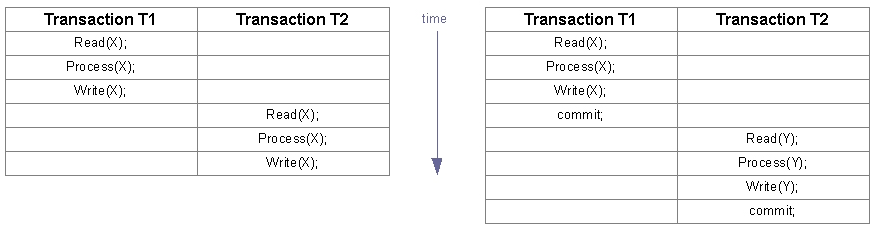 Transaction T1 Transaction T2
Read(X);
Process(X);
Write(X);
Read(X);
Process(X);
Write(X);
time
Transaction T1 Transaction T2
Read(X);
Process(X);
Write(X);
commit;
Read(Y);
Process(Y);
Write(Y);
commit;